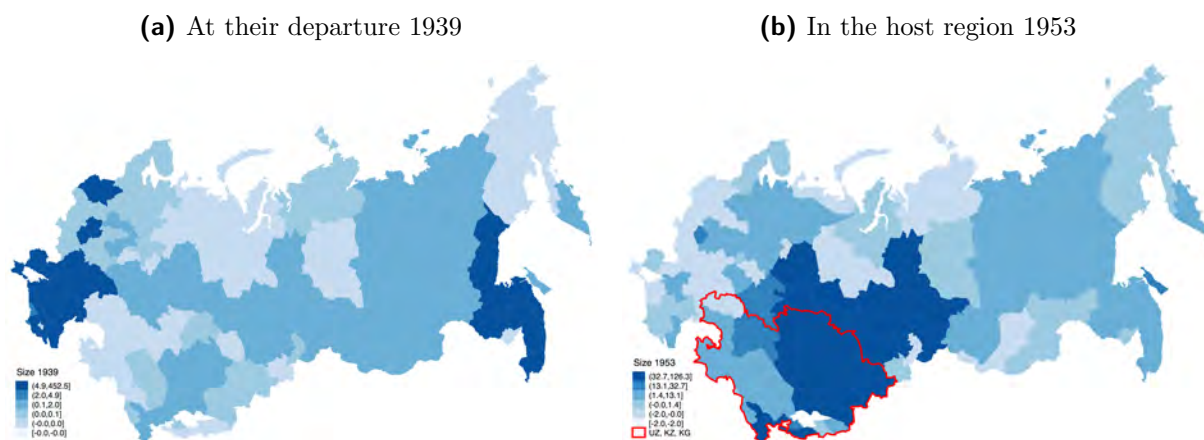 (a) At their departure 1939
(b) In the host region 1953
Size 1939
(4.9,452.5]
(2.0,4.9]
(0.1,2.0]
(0.0,0.1]
(-0.0,0.0]
[-0.0,-0.0]
Size 1953
(32.7,126.3]
(13.1,32.7]
(1.4,13.1]
(-0.0,1.4]
(-2.0,-0.0]
[-2.0,-2.0]
UZ, KZ, KG